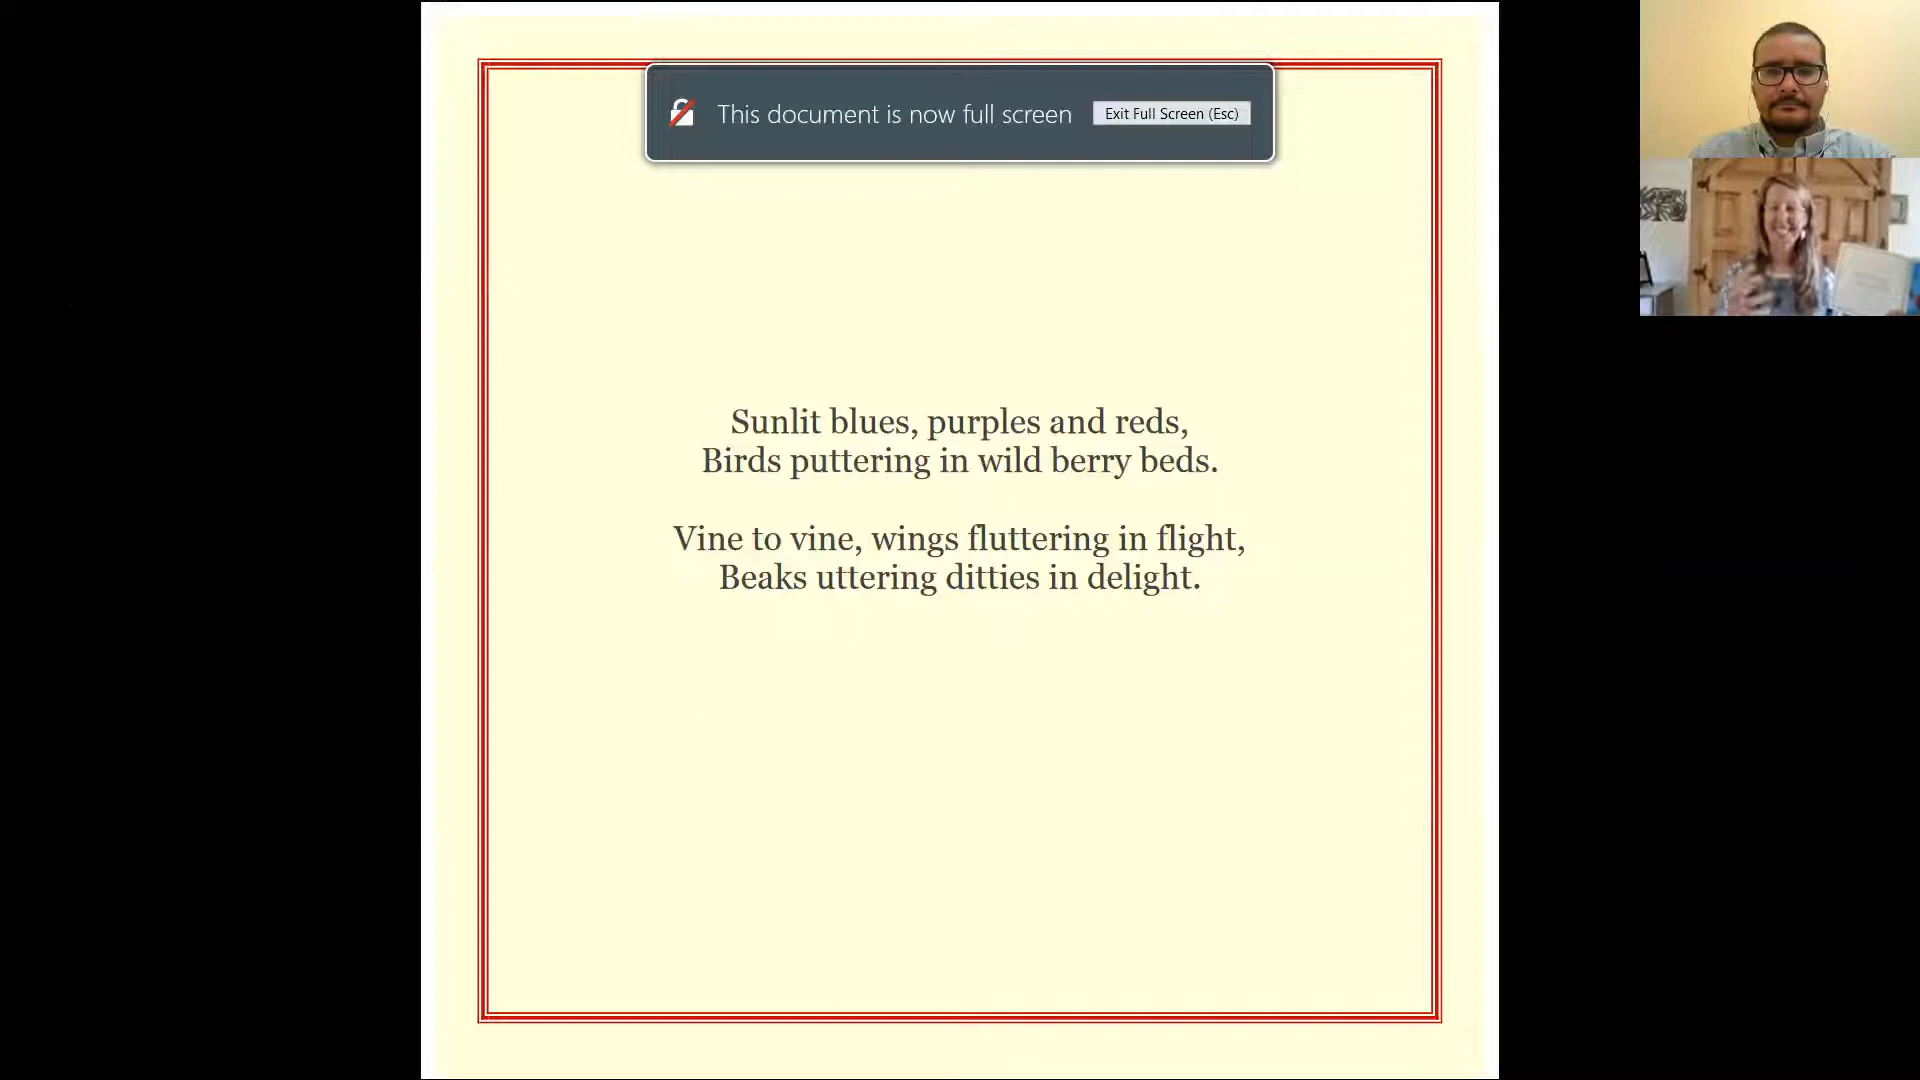 This document is now full screen
Exit Full Screen (Esc)
Sunlit blues, purples and reds,
Birds puttering in wild berry beds.
Vine to vine, wings fluttering in flight,
Beaks uttering ditties in delight.